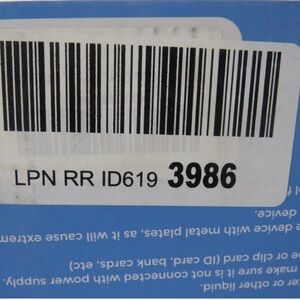 LPN RR ID619 3986
er or other liquid.
make sure it is not connected with power supply.
e or clip card (ID card, bank cards, etc)
e device with metal plates, as it will cause extrem
device.